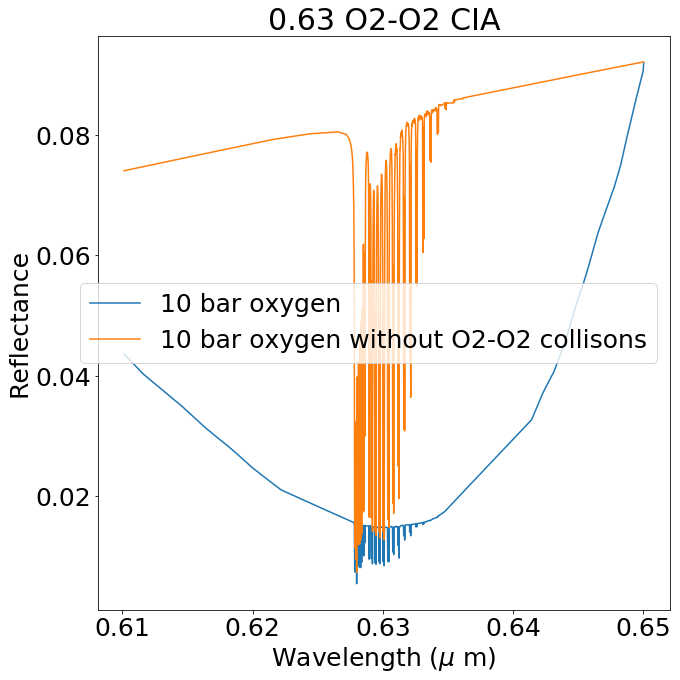 0.63 O2-O2 CIA
Reflectance
0.08
0.06
0.04
0.02
10 bar oxygen
10 bar oxygen without O2-O2 collisons
0.61 0.62 0.63 0.64 0.65
Wavelength (μ m)